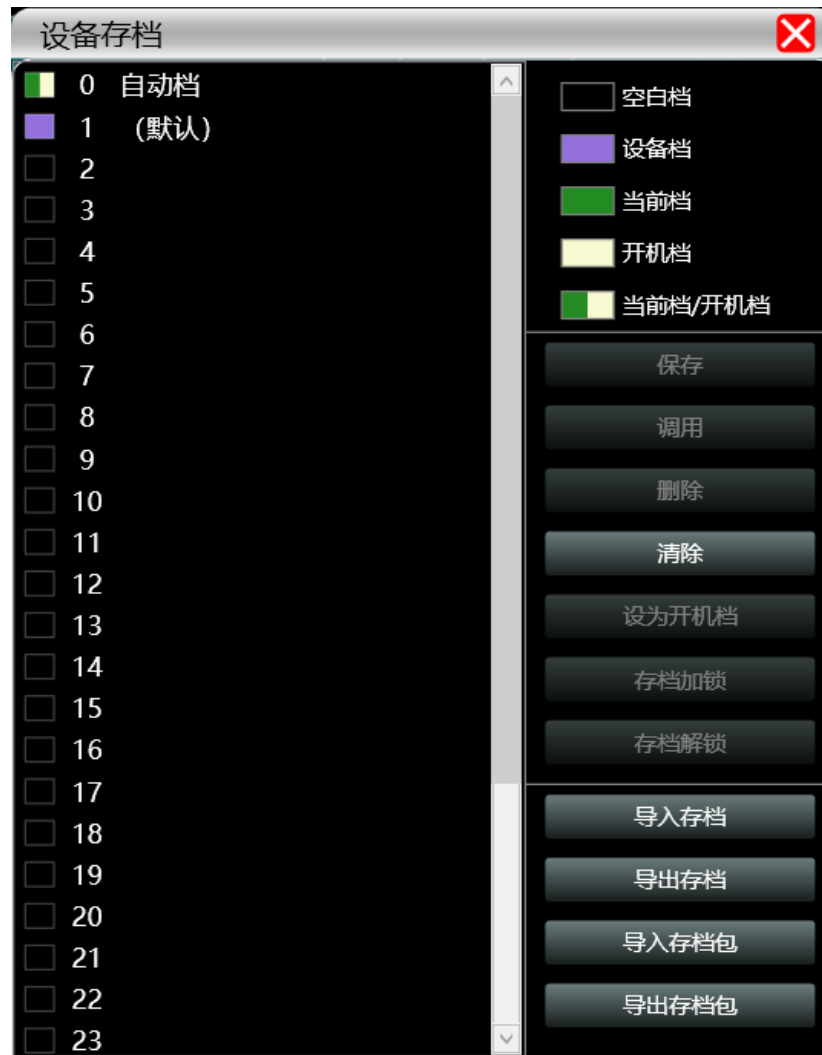 设备存档
0 自动档
1 (默认)
2
3
4
5
6
7
8
9
10
11
12
13
14
15
16
17
18
19
20
21
22
23
空白档
设备档
当前档
开机档
当前档/开机档
保存
调用
删除
清除
设为开机档
存档加锁
存档解锁
导入存档
导出存档
导入存档包
导出存档包